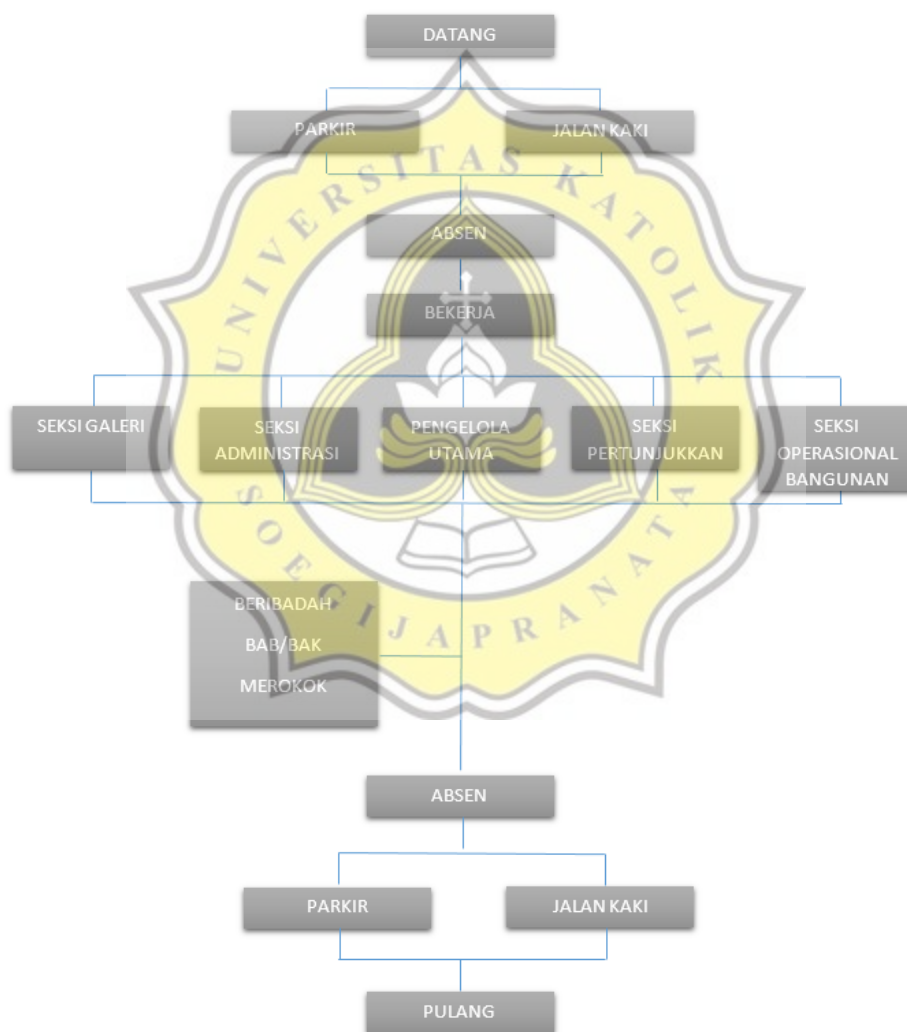 DATANG
PARKIR
JALAN KAKI
UNIVERSITAS KATOLIK
SOEGIJAPRANATA
ABSEN
BEKERJA
SEKSI GALERI
SEKSI
ADMINISTRASI
PENGELOLA
UTAMA
SEKSI
PERTUNJUKKAN
SEKSI
OPERASIONAL
BANGUNAN
BERIBADAH
BAB/BAK
MEROKOK
ABSEN
PARKIR
JALAN KAKI
PULANG